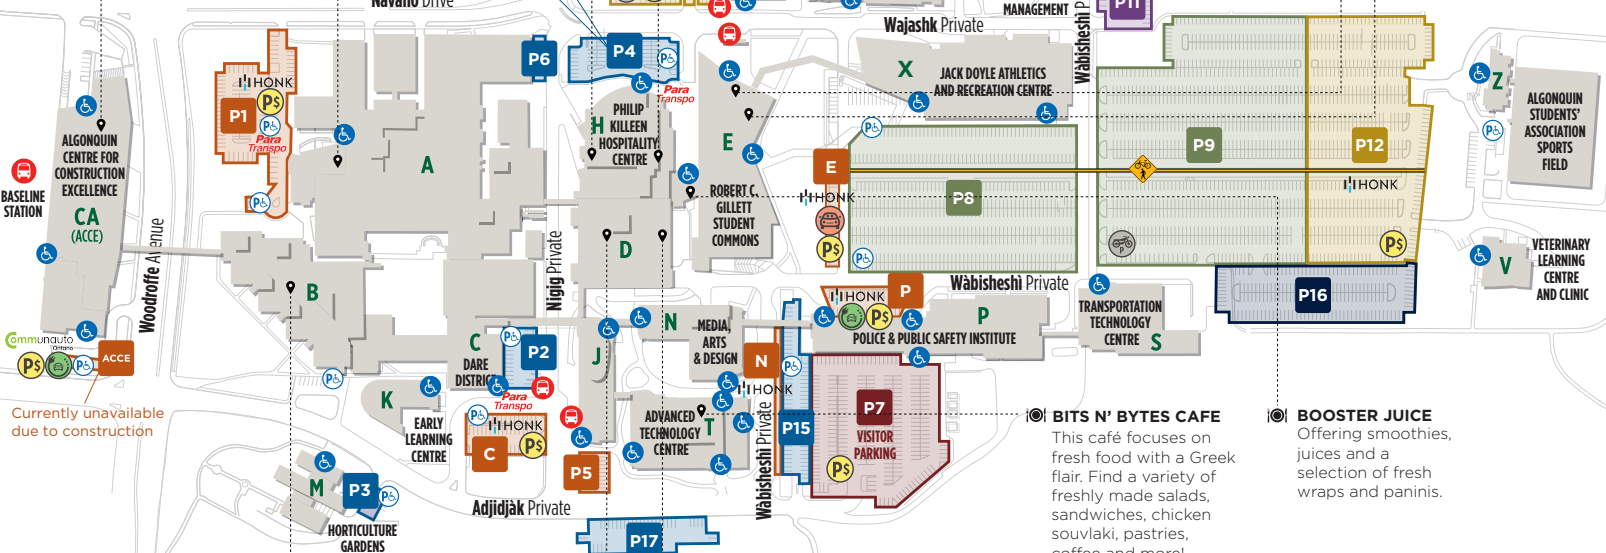 Navaho Drive
MANAGEMENT
P11
Wajashk Private
Wàbisheshi P
P6
P4
X
JACK DOYLE ATHLETICS
AND RECREATION CENTRE
Z
HONK
P$
P1
Para
Transpo
Para
Transpo
PHILIP
KILLEEN
HOSPITALITY
CENTRE
H
E
A
ALGONQUIN
CENTRE FOR
CONSTRUCTION
EXCELLENCE
CA
(ACCE)
BASELINE
STATION
P9
P12
HONK
ALGONQUIN
STUDENTS'
ASSOCIATION
SPORTS
FIELD
E
HONK
P$
P8
ROBERT C.
GILLETT
STUDENT
COMMONS
D
P
P$
Woodroffe Avenue
Nigig Private
B
V
VETERINARY
LEARNING
CENTRE
AND CLINIC
Wàbisheshì Private
P16
HONK
P
P$
P
POLICE & PUBLIC SAFETY INSTITUTE
TRANSPORTATION
TECHNOLOGY
CENTRE
S
N
MEDIA,
ARTS
& DESIGN
N
HONK
J
C
DARE
DISTRICT
P2
Para
Transpo
Communauto
Ontario
P$
ACCE
Currently unavailable
due to construction
K
EARLY
LEARNING
CENTRE
HONK
C
P$
P5
ADVANCED
TECHNOLOGY
CENTRE
T
P15
Wàbisheshì Private
P7
VISITOR
PARKING
P$
M
P3
HORTICULTURE
GARDENS
Adjidjàk Private
P17
BITS N' BYTES CAFE
This café focuses on
fresh food with a Greek
flair. Find a variety of
freshly made salads,
sandwiches, chicken
souvlaki, pastries,
coffee and more!
BOOSTER JUICE
Offering smoothies,
juices and a
selection of fresh
wraps and paninis.